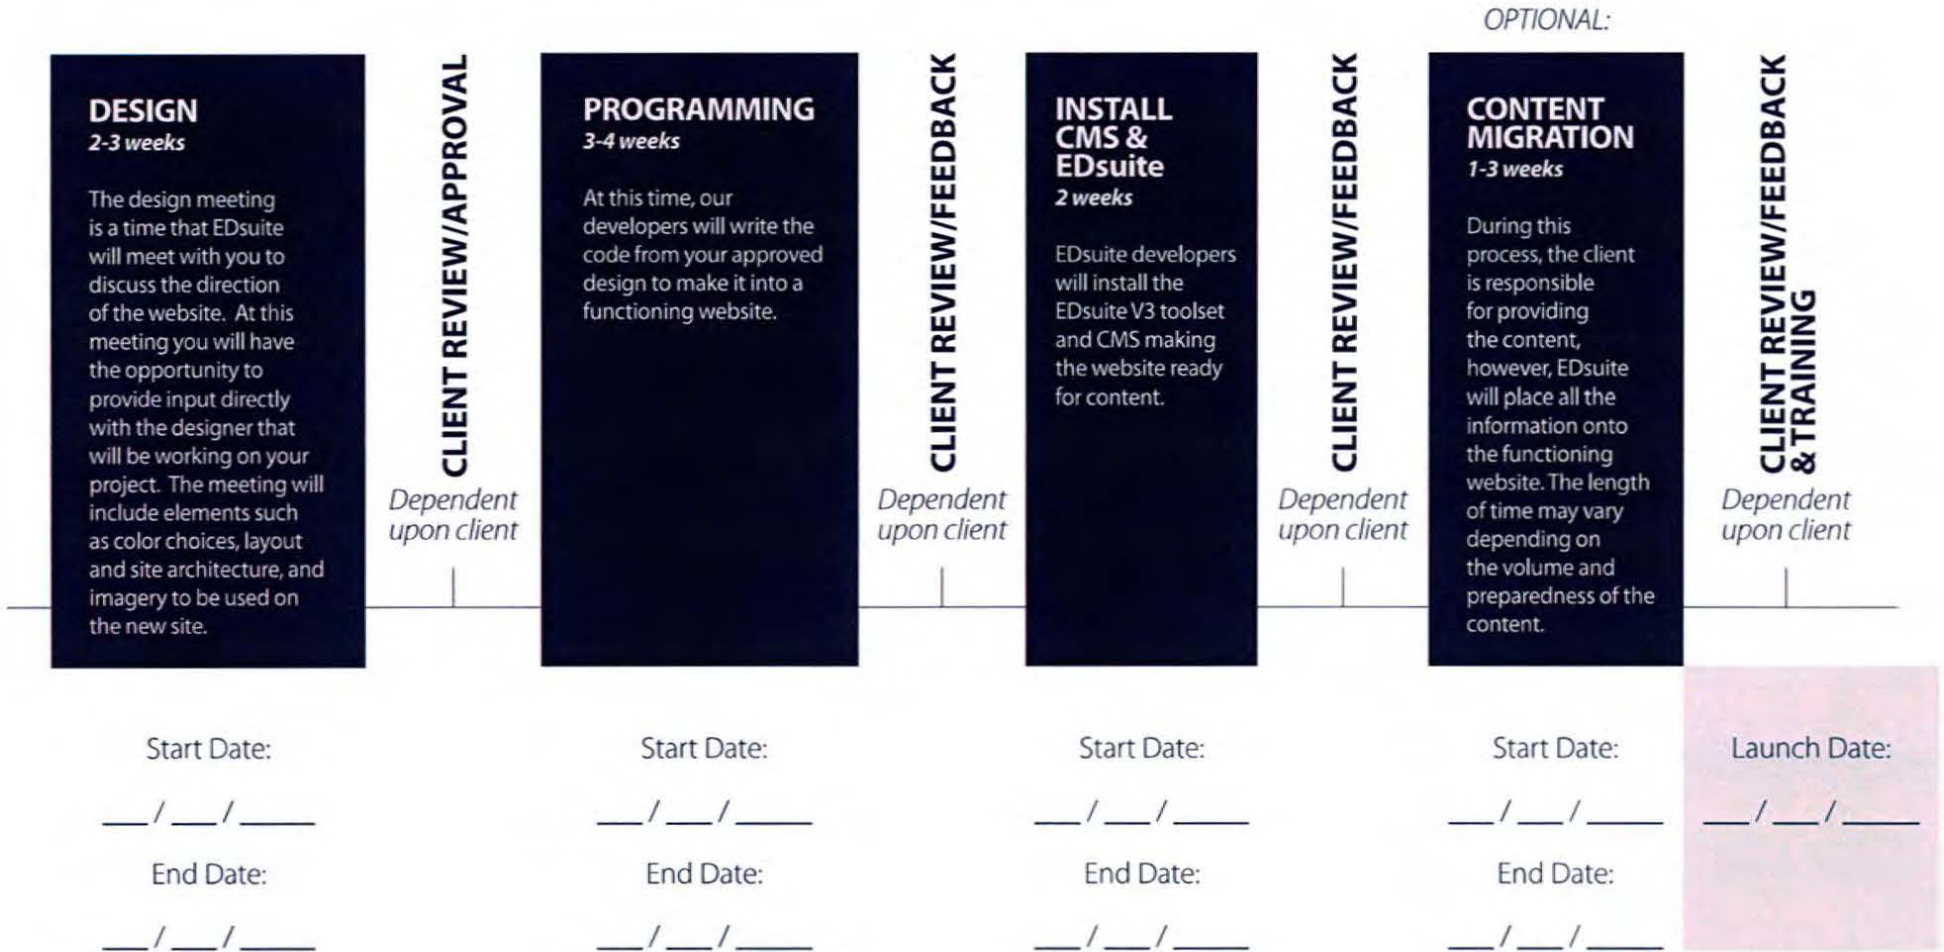 OPTIONAL:
DESIGN
2-3 weeks
The design meeting
is a time that EDsuite
will meet with you to
discuss the direction
of the website. At this
meeting you will have
the opportunity to
provide input directly
with the designer that
will be working on your
project. The meeting will
include elements such
as color choices, layout
and site architecture, and
imagery to be used on
the new site.
CLIENT REVIEW/APPROVAL
Dependent
upon client
PROGRAMMING
3-4 weeks
At this time, our
developers will write the
code from your approved
design to make it into a
functioning website.
CLIENT REVIEW/FEEDBACK
Dependent
upon client
INSTALL
CMS &
EDsuite
2 weeks
EDsuite developers
will install the
EDsuite V3 toolset
and CMS making
the website ready
for content.
CLIENT REVIEW/FEEDBACK
Dependent
upon client
CONTENT
MIGRATION
1-3 weeks
During this
process, the client
is responsible
for providing
the content,
however, EDsuite
will place all the
information onto
the functioning
website. The length
of time may vary
depending on
the volume and
preparedness of the
content.
CLIENT REVIEW/FEEDBACK
& TRAINING
Dependent
upon client
Start Date:
__/__/____
End Date:
__/__/____
Start Date:
__/__/____
End Date:
__/__/____
Start Date:
__/__/____
End Date:
__/__/____
Start Date:
__/__/____
End Date:
__/__/____
Launch Date:
__/__/____